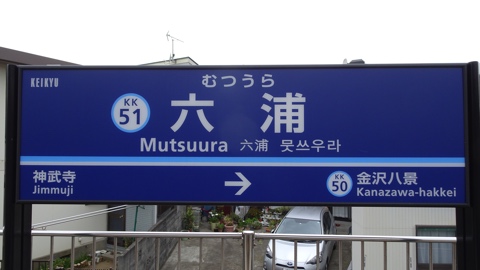 KEIKYU
むつうら
KK
51
六浦
Mutsuura 六浦 뭇쓰우라
神武寺
Jimmuji
→
KK
50
金沢八景
Kanazawa-hakkei